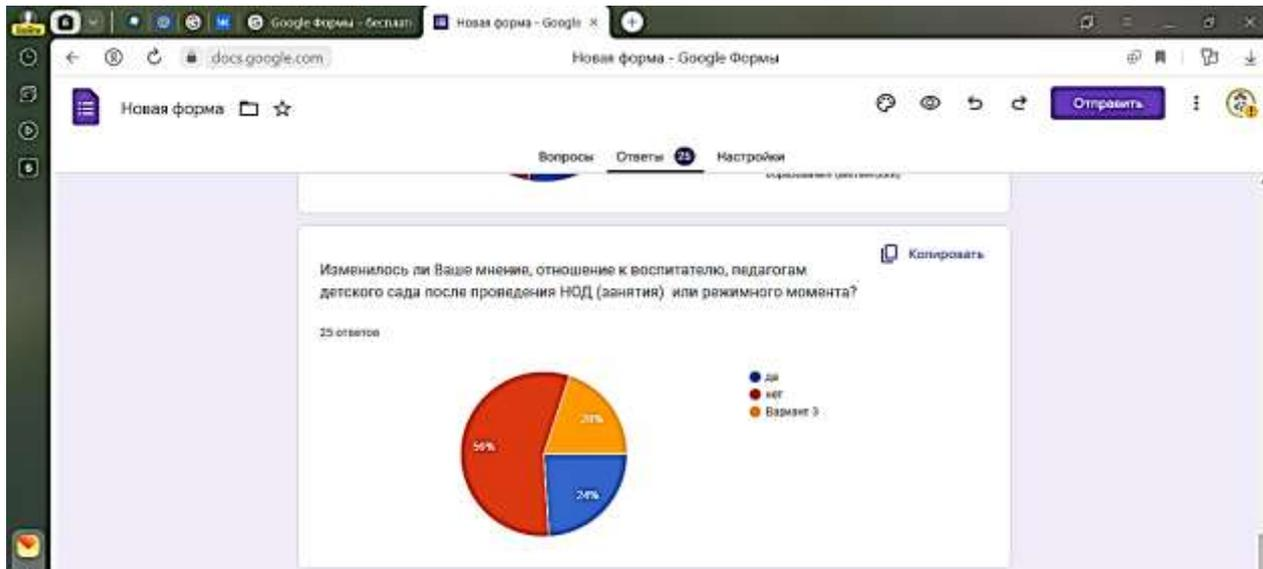 Google Формы - бесплат
Новая форма - Google
docs.google.com
Новая форма - Google Формы
Новая форма
Отправить
Вопросы Ответы 25 Настройки
Копировать
Изменилось ли Ваше мнение, отношение к воспитателю, педагогам
детского сада после проведения НОД (занятия) или режимного момента?
25 ответов
да
нет
Вариант 3
20%
56%
24%